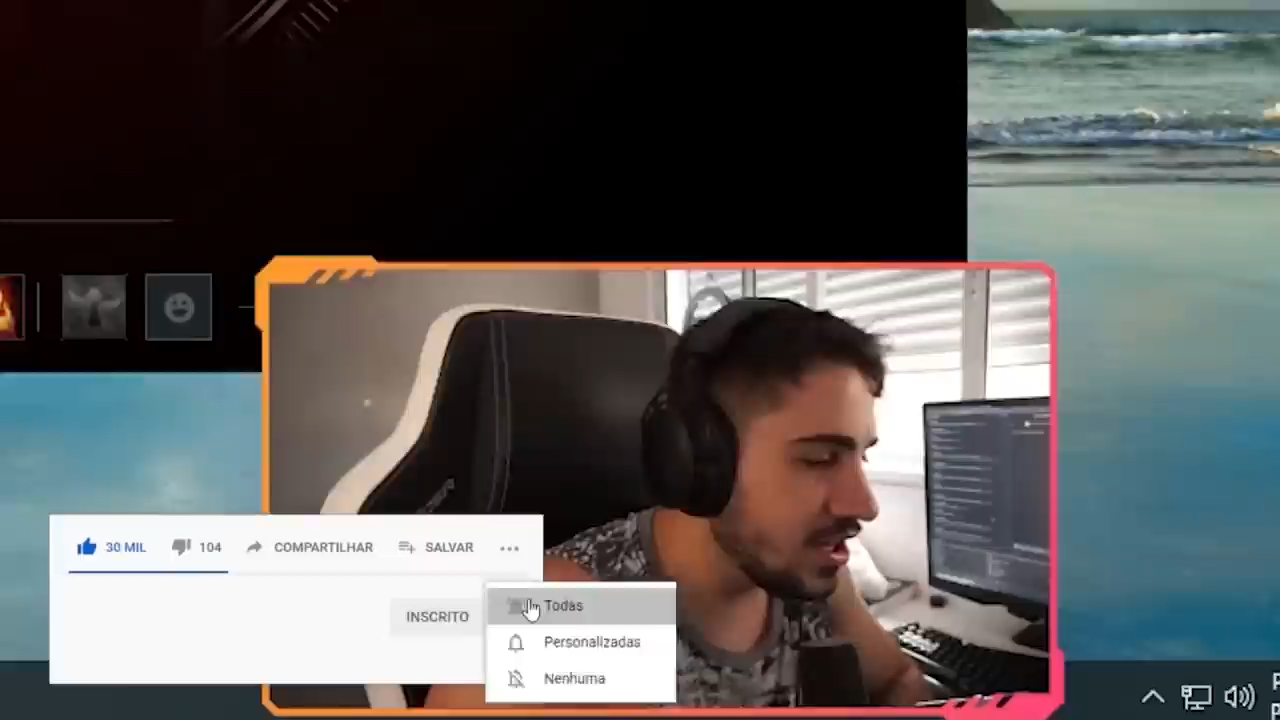 30 MIL 104 COMPARTILHAR SALVAR
INSCRITO
Todas
Personalizadas
Nenhuma